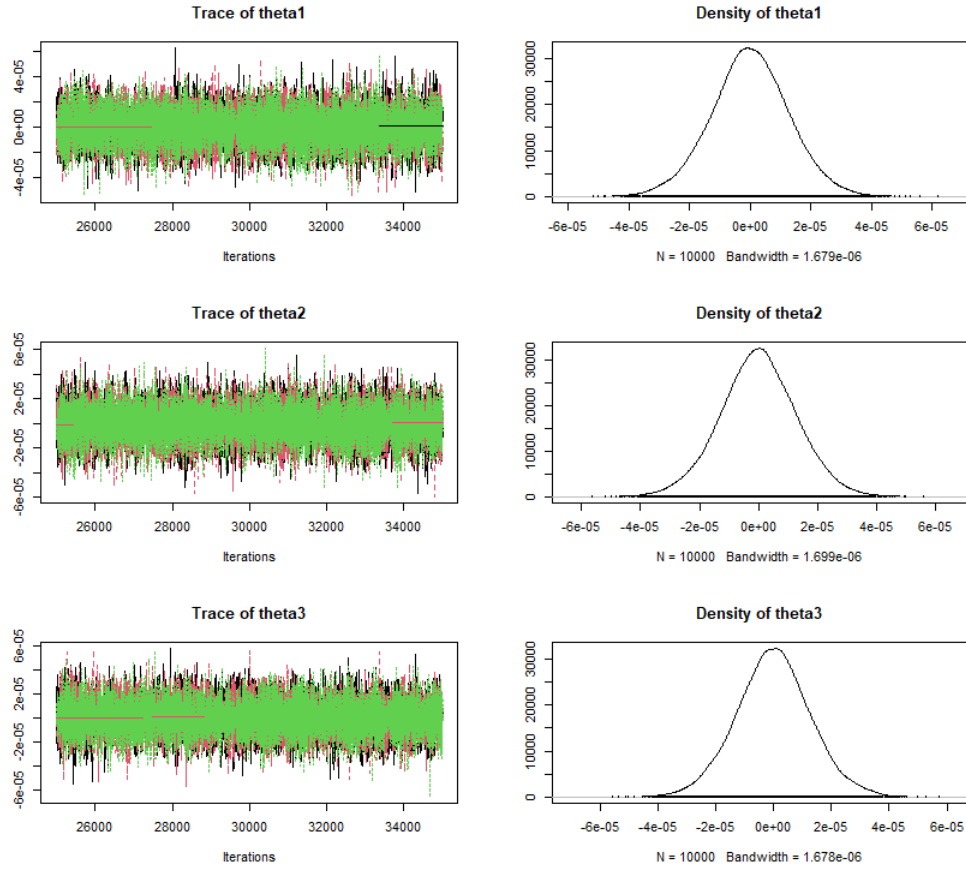 Trace of theta1
4e-05
0e+00
-4e-05
26000 28000 30000 32000 34000
Iterations
Density of theta1
30000
20000
10000
0
-6e-05 -4e-05 -2e-05 0e+00 2e-05 4e-05 6e-05
N = 10000 Bandwidth = 1.679e-06
Trace of theta2
6e-05
2e-05
-2e-05
-6e-05
26000 28000 30000 32000 34000
Iterations
Density of theta2
30000
20000
10000
0
-6e-05 -4e-05 -2e-05 0e+00 2e-05 4e-05 6e-05
N = 10000 Bandwidth = 1.699e-06
Trace of theta3
6e-05
2e-05
-2e-05
-6e-05
26000 28000 30000 32000 34000
Iterations
Density of theta3
30000
20000
10000
0
-6e-05 -4e-05 -2e-05 0e+00 2e-05 4e-05 6e-05
N = 10000 Bandwidth = 1.678e-06